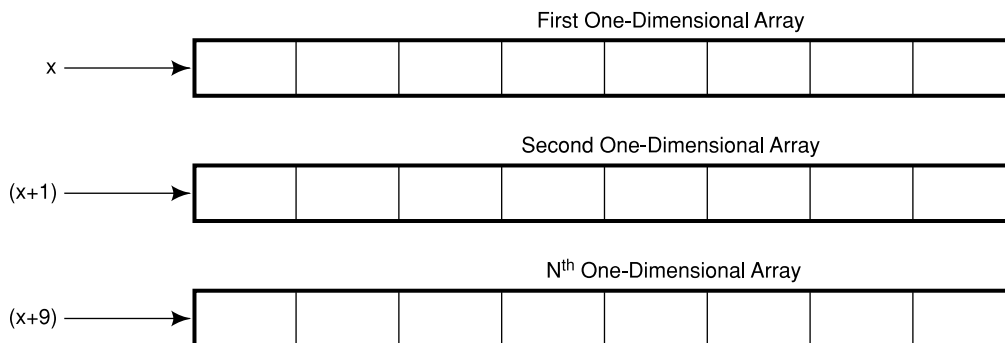 First One-Dimensional Array
x
Second One-Dimensional Array
(x+1)
Nth One-Dimensional Array
(x+9)